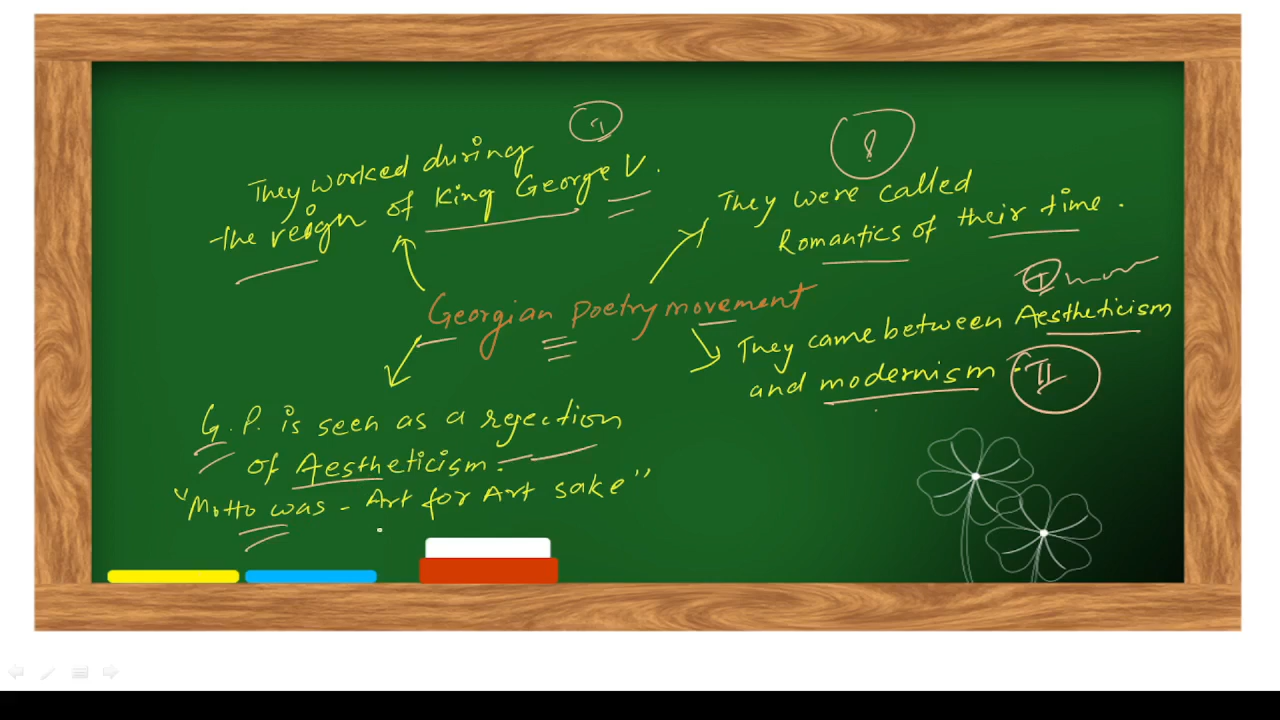 They worked during
the reign of King George V.
They were called
Romantics of their time.
Georgian Poetry movement
They came between Aestheticism
I
and modernism.
II
G.P. is seen as a rejection
of Aestheticism.
"Motto was - Art for Art sake"